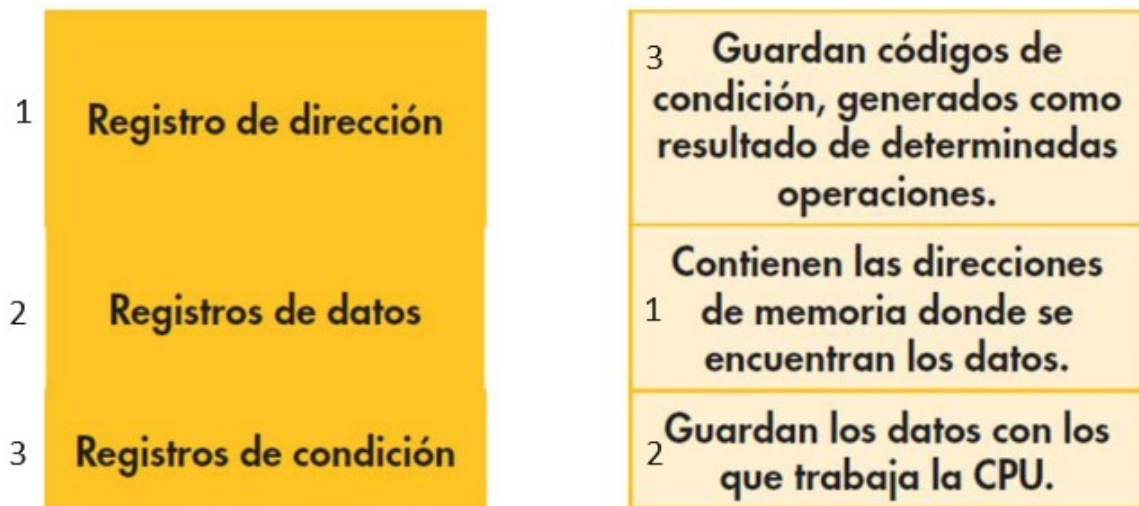 1
Registro de dirección
2
Registros de datos
3
Registros de condición
3
Guardan códigos de
condición, generados como
resultado de determinadas
operaciones.
Contienen las direcciones
1
de memoria donde se
encuentran los datos.
2
Guardan los datos con los
que trabaja la CPU.